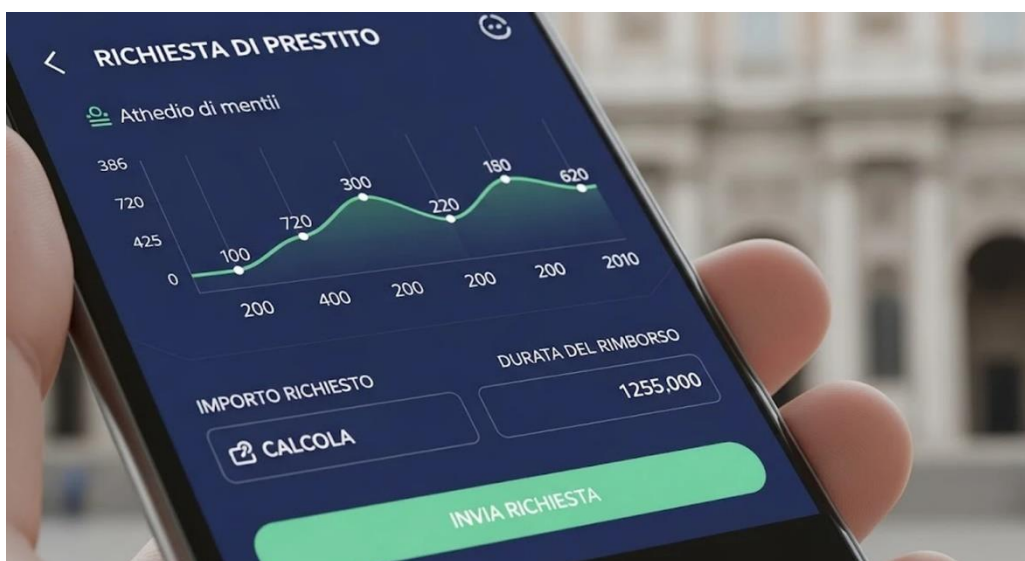 RICHIESTA DI PRESTITO
Athedio di mentii
386
720
425
0
100
720
300
220
180
620
200 400 200 200 200 2010
IMPORTO RICHIESTO
DURATA DEL RIMBORSO
CALCOLA
1255,000
INVIA RICHIESTA